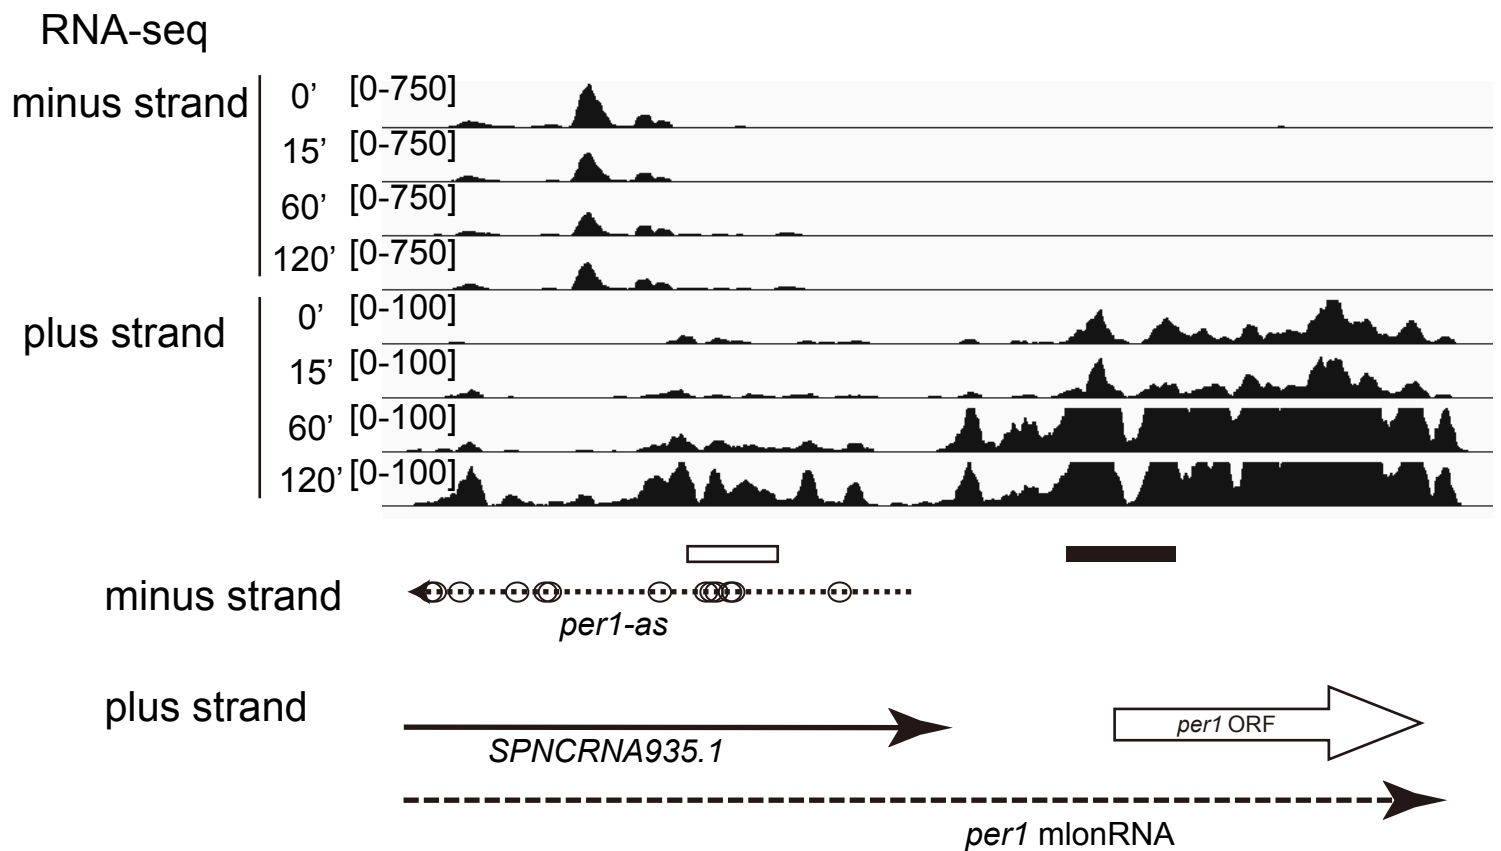 RNA-seq
minus strand
0’ [0-750]
15’ [0-750]
60’ [0-750]
120’ [0-750]
plus strand
0’ [0-100]
15’ [0-100]
60’ [0-100]
120’ [0-100]
minus strand
per1-as
plus strand
per1 ORF
SPNCRNA935.1
per1 mlonRNA